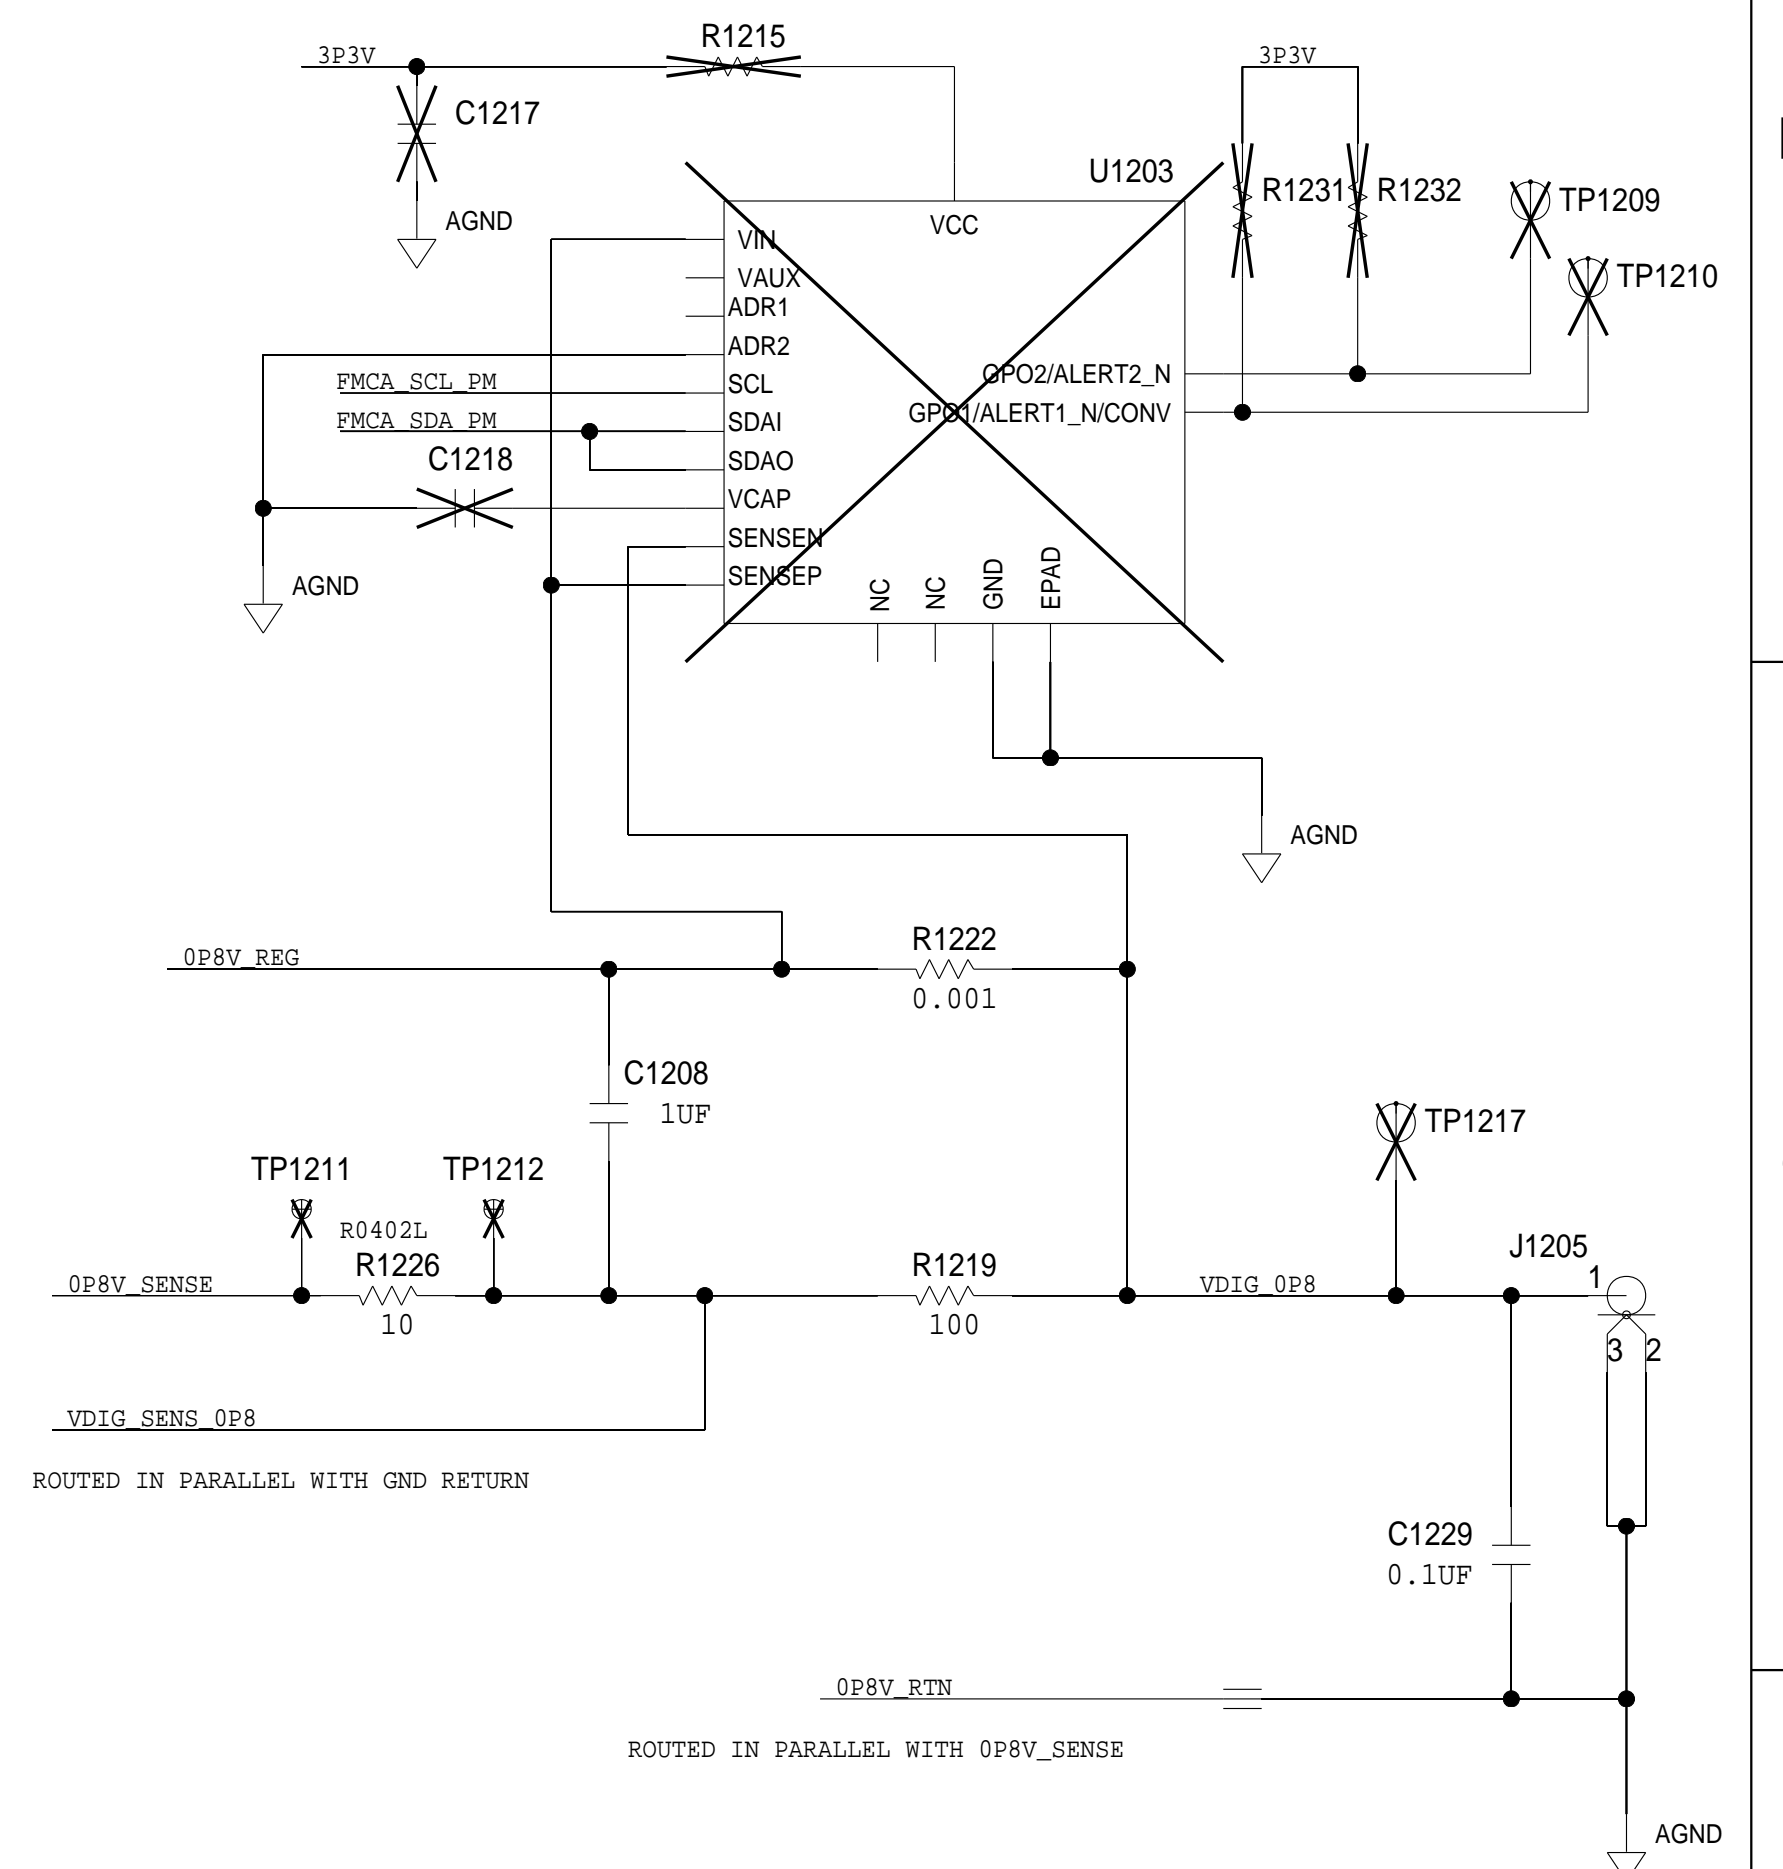 R1215
3P3V
3P3V
C1217
U1203
R1231
R1232
TP1209
AGND
VCC
VIN
VAUX
TP1210
ADR1
ADR2
FMCA_SCL_PM
SCL
GPO2/ALERT2_N
FMCA_SDA_PM
SDAI
GPO1/ALERT1_N/CONV
C1218
SDAO
VCAP
SENSEN
SENSEP
AGND
NC
NC
GND
EPAD
AGND
R1222
0P8V_REG
0.001
C1208
1UF
TP1217
TP1211
TP1212
R0402L
R1226
R1219
J1205
1
0P8V_SENSE
VDIG_0P8
10
100
3
2
VDIG_SENS_0P8
ROUTED IN PARALLEL WITH GND RETURN
C1229
0.1UF
0P8V_RTN
ROUTED IN PARALLEL WITH 0P8V_SENSE
AGND